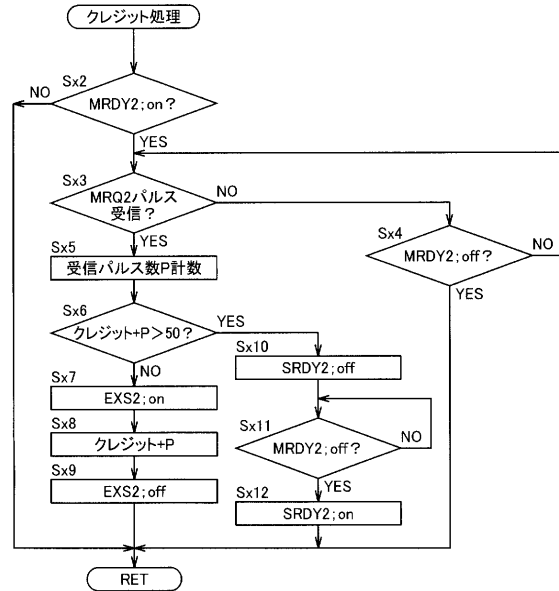 クレジット処理
Sx2
NO
MRDY2;on?
YES
Sx3
MRQ2パルス
受信?
NO
YES
Sx4
MRDY2;off?
NO
YES
Sx5
受信パルス数P計数
Sx6
クレジット+P>50?
YES
NO
Sx10
SRDY2;off
Sx7
EXS2;on
Sx11
MRDY2;off?
NO
YES
Sx8
クレジット+P
Sx9
EXS2;off
Sx12
SRDY2;on
RET